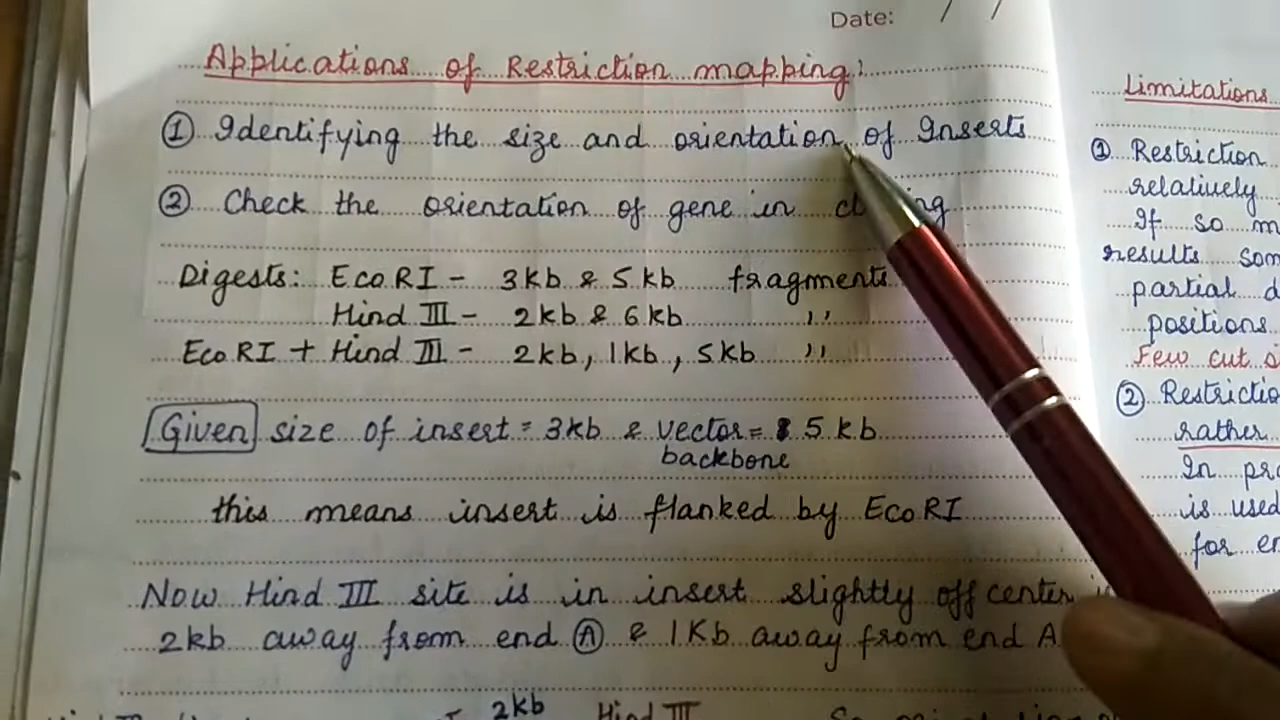 Date: / /
Applications of Restriction mapping:
① Identifying the size and orientation of Inserts
② Check the orientation of gene in
Digests: EcoRI - 3kb & 5kb fragments
Hind III - 2kb & 6kb ,,
EcoRI + Hind III - 2kb, 1kb, 5kb ,,
Given size of insert = 3kb & vector = 5 kb
backbone
this means insert is flanked by EcoRI
Now Hind III site is in insert slightly off center
2kb away from end Ⓐ & 1Kb away from end A
2kb Hind III
Limitations
① Restriction
relatively
If so
results
partial
positions
Few cut
②
rather
In
is used
for